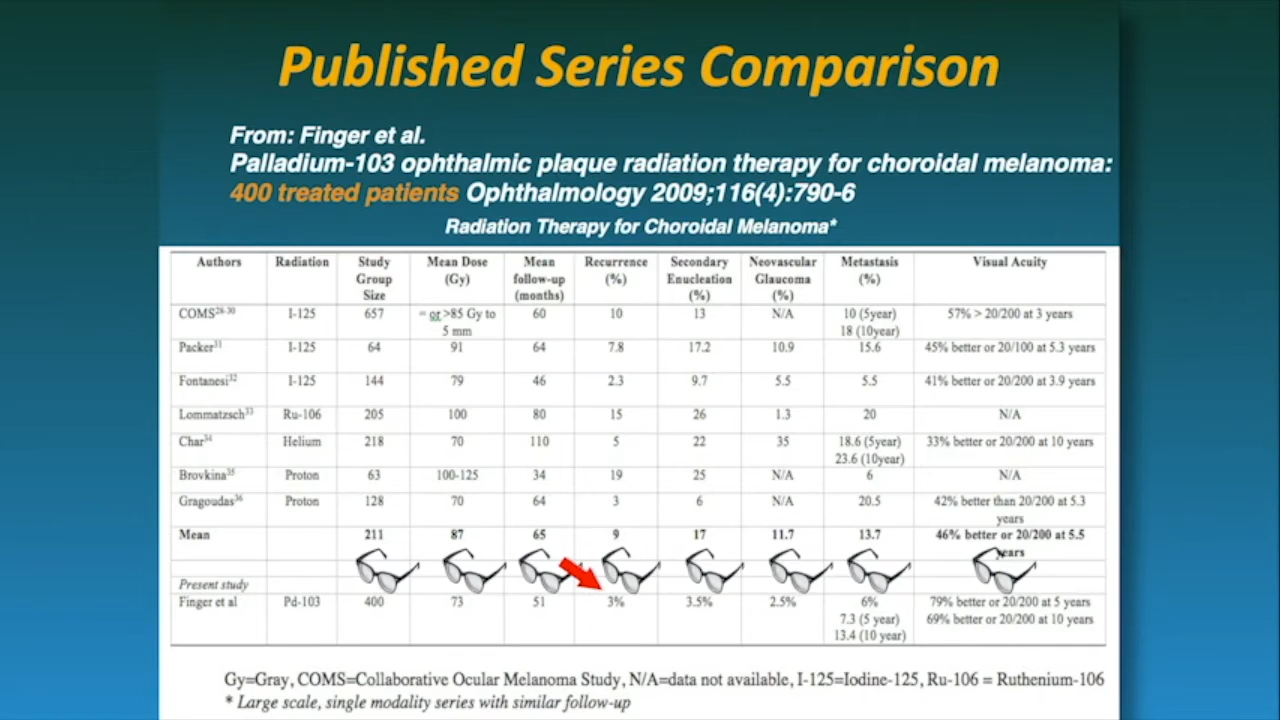 Published Series Comparison
From: Finger et al.
Palladium-103 ophthalmic plaque radiation therapy for choroidal melanoma:
400 treated patients Ophthalmology 2009;116(4):790-6
Radiation Therapy for Choroidal Melanoma*
Authors Radiation Study Group Size Mean Dose (Gy) Mean follow-up (months) Recurrence (%) Secondary Enucleation (%) Neovascular Glaucoma (%) Metastasis (%) Visual Acuity
COMS28-30 I-125 657 = or >85 Gy to 5 mm 60 10 13 N/A 10 (5year) 18 (10year) 57% > 20/200 at 3 years
Packer31 I-125 64 91 64 7.8 17.2 10.9 15.6 45% better or 20/100 at 5.3 years
Fontanesi32 I-125 144 79 46 2.3 9.7 5.5 5.5 41% better or 20/200 at 3.9 years
Lommatzsch33 Ru-106 205 100 80 15 26 1.3 20 N/A
Char34 Helium 218 70 110 5 22 35 18.6 (5year) 23.6 (10year) 33% better or 20/200 at 10 years
Brovkina35 Proton 63 100-125 34 19 25 N/A 6 N/A
Gragoudas36 Proton 128 70 64 3 6 N/A 20.5 42% better than 20/200 at 5.3 years
Mean 211 87 65 9 17 11.7 13.7 46% better or 20/200 at 5.5 years
Present study
Finger et al Pd-103 400 73 51 3% 3.5% 2.5% 6% 7.3 (5 year) 13.4 (10 year) 79% better or 20/200 at 5 years 69% better or 20/200 at 10 years
Gy=Gray, COMS=Collaborative Ocular Melanoma Study, N/A=data not available, I-125=Iodine-125, Ru-106 = Ruthenium-106
* Large scale, single modality series with similar follow-up